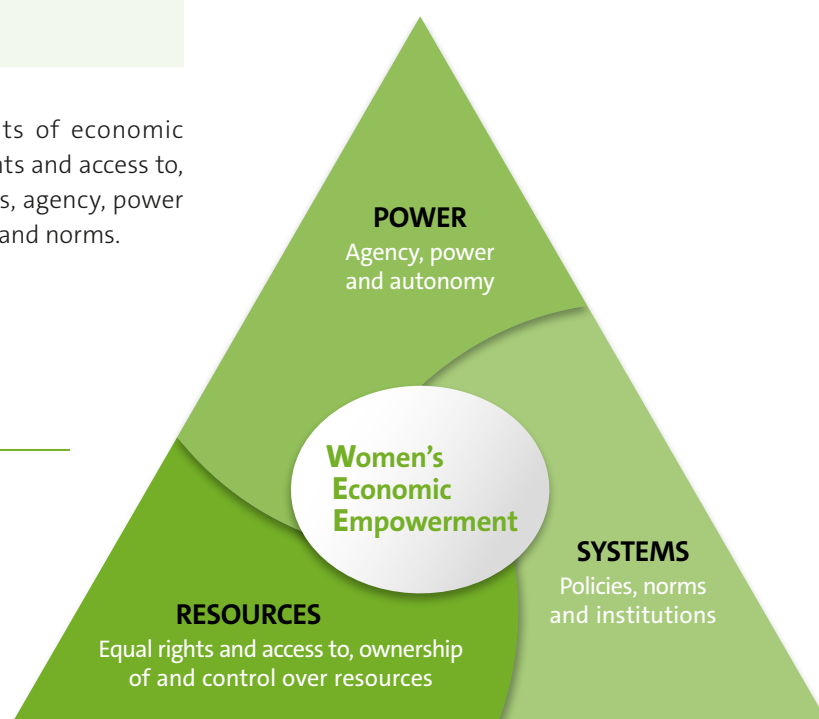 ts of economic
nts and access to,
s, agency, power
and norms.
POWER
Agency, power
and autonomy
Women's
Economic
Empowerment
SYSTEMS
Policies, norms
and institutions
RESOURCES
Equal rights and access to, ownership
of and control over resources